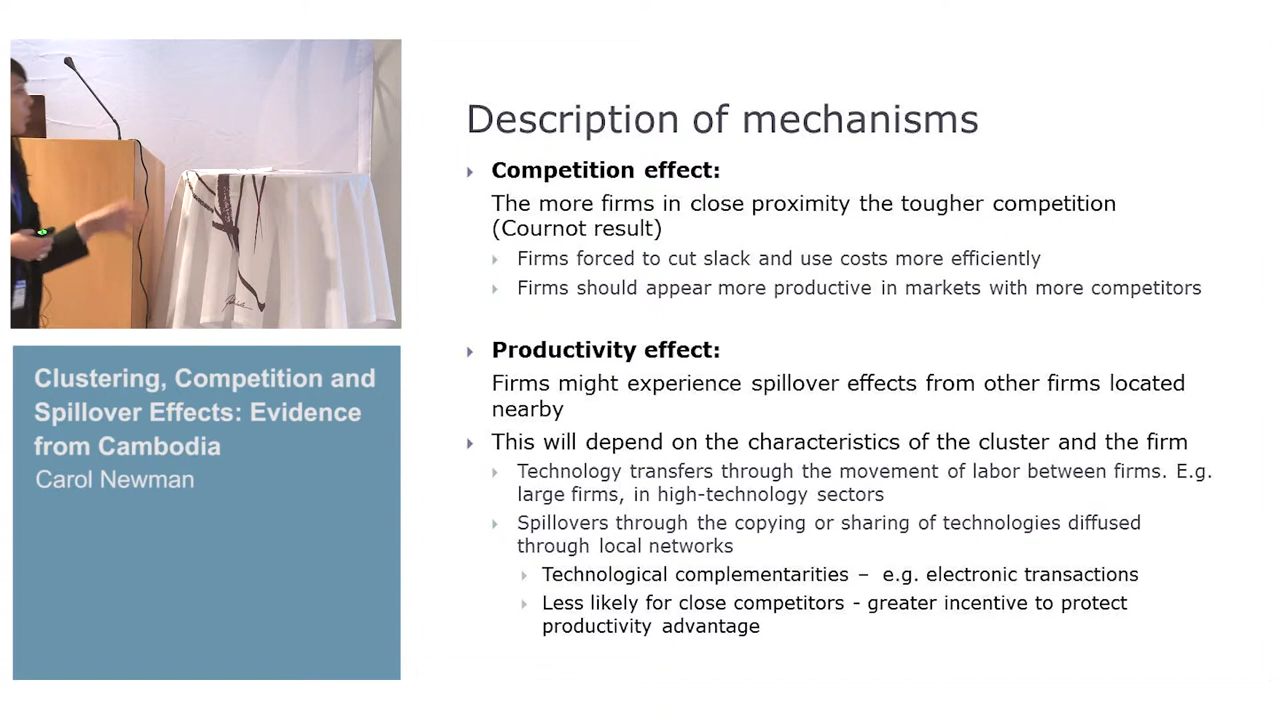 Description of mechanisms
Competition effect:
The more firms in close proximity the tougher competition
(Cournot result)
Firms forced to cut slack and use costs more efficiently
Firms should appear more productive in markets with more competitors
Productivity effect:
Firms might experience spillover effects from other firms located
nearby
This will depend on the characteristics of the cluster and the firm
Technology transfers through the movement of labor between firms. E.g.
large firms, in high-technology sectors
Spillovers through the copying or sharing of technologies diffused
through local networks
Technological complementarities – e.g. electronic transactions
Less likely for close competitors - greater incentive to protect
productivity advantage
Clustering, Competition and
Spillover Effects: Evidence
from Cambodia
Carol Newman